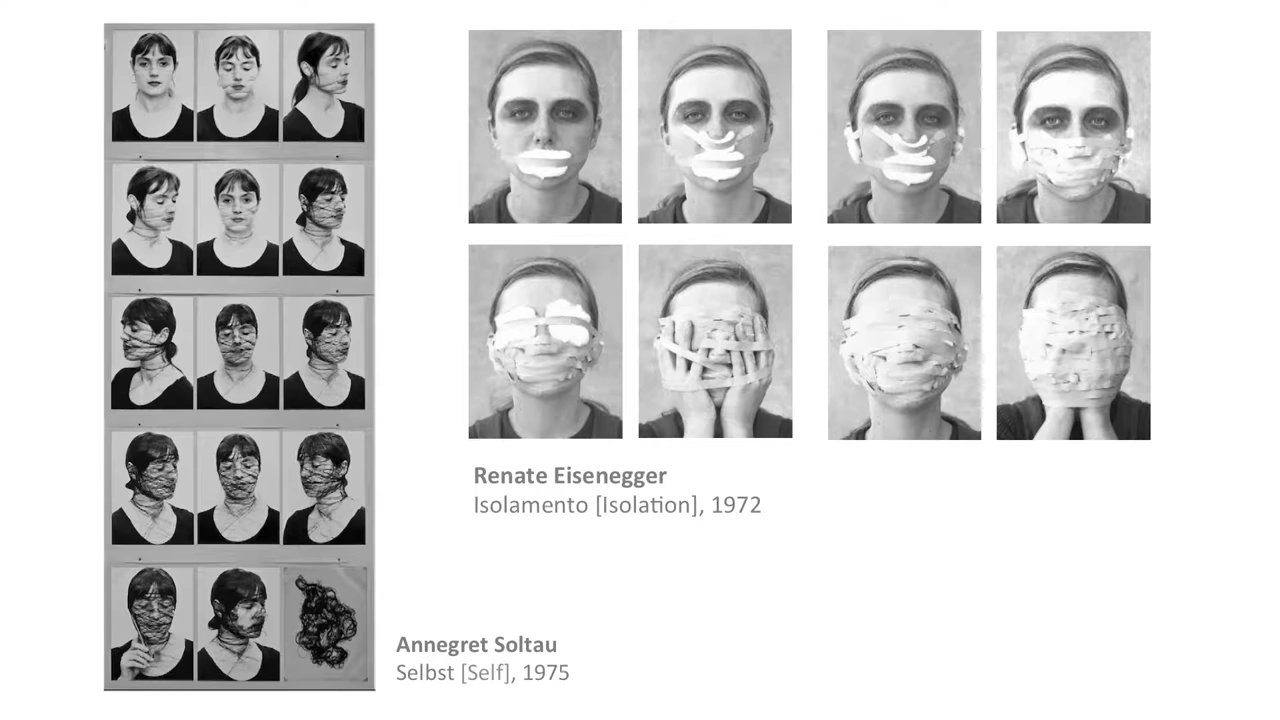 Renate Eisenegger
Isolamento [Isolation], 1972
Annegret Soltau
Selbst [Self], 1975